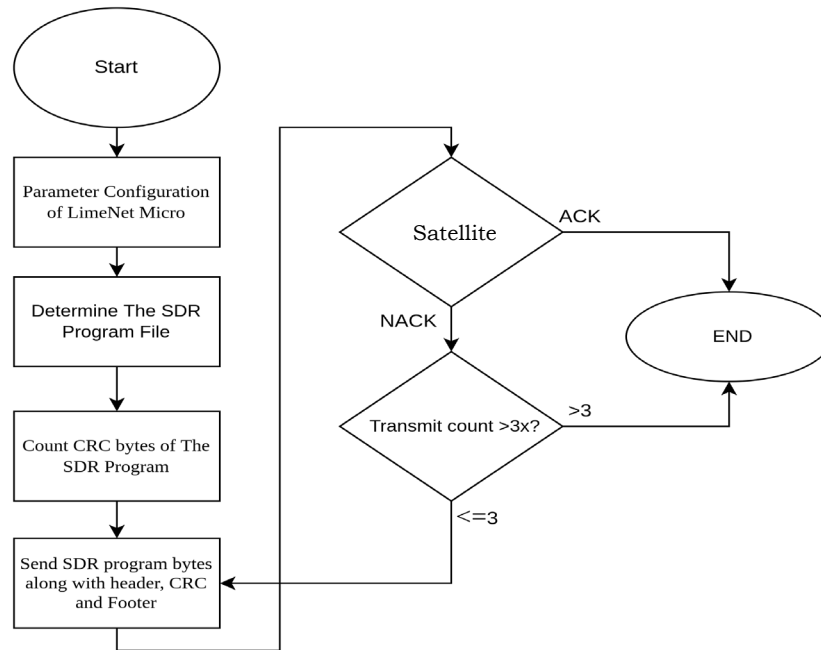 Start
Parameter Configuration
of LimeNet Micro
Determine The SDR
Program File
Count CRC bytes of The
SDR Program
Send SDR program bytes
along with header, CRC
and Footer
Satellite
ACK
NACK
Transmit count >3x?
>3
<=3
END